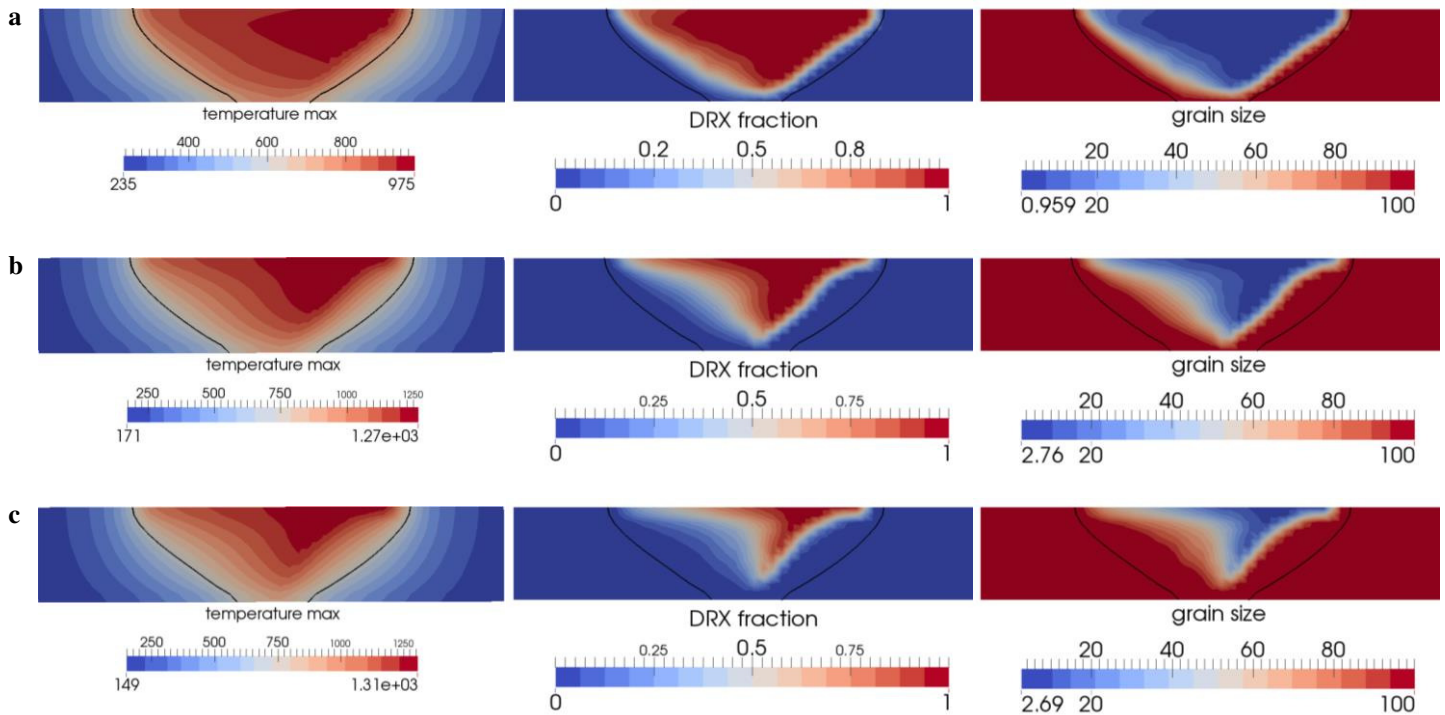 a
temperature max
400 600 800
235 975
DRX fraction
0.2 0.5 0.8
0 1
grain size
20 40 60 80
0.959 20 100
b
temperature max
250 500 750 1000 1250
171 1.27e+03
DRX fraction
0.25 0.5 0.75
0 1
grain size
20 40 60 80
2.76 20 100
c
temperature max
250 500 750 1000 1250
149 1.31e+03
DRX fraction
0.25 0.5 0.75
0 1
grain size
20 40 60 80
2.69 20 100